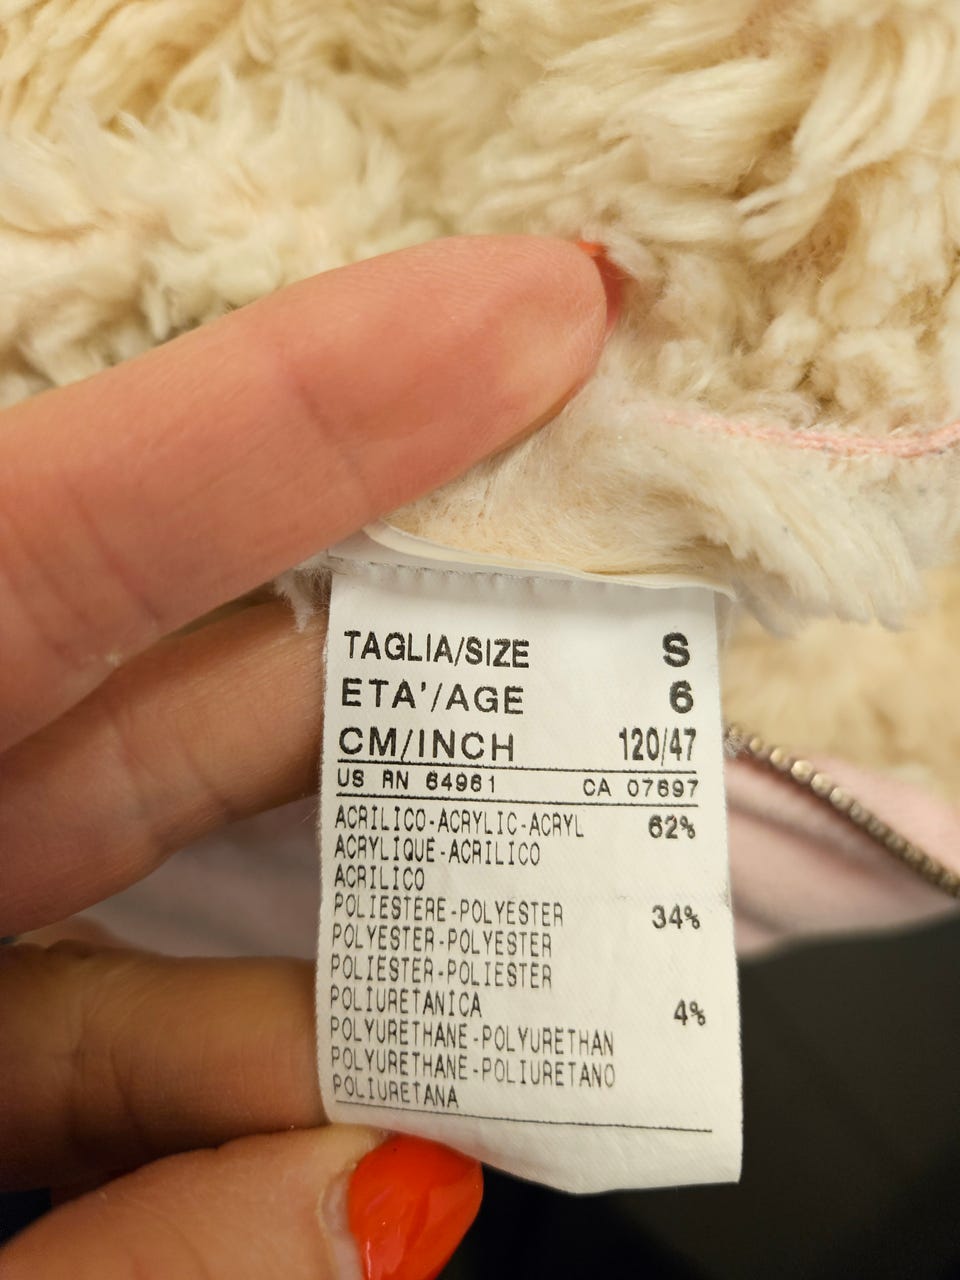 TAGLIA/SIZE S
ETA'/AGE 6
CM/INCH 120/47
US RN 64961 CA 07697
ACRILICO-ACRYLIC-ACRYL 62%
ACRYLIQUE-ACRILICO
ACRILICO
POLIESTERE-POLYESTER 34%
POLYESTER-POLYESTER
POLIESTER-POLIESTER
POLIURETANICA 4%
POLYURETHANE-POLYURETHAN
POLYURETHANE-POLIURETANO
POLIURETANA